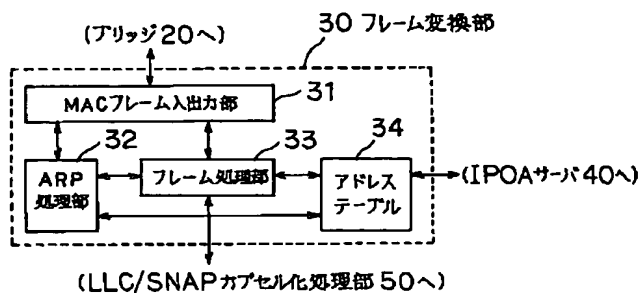 30 フレーム変換部
(ブリッジ20へ)
MACフレーム入出力部
31
32
33
34
ARP
処理部
フレーム処理部
アドレス
テーブル
(IPOAサーバ40へ)
(LLC/SNAPカプセル化処理部50へ)